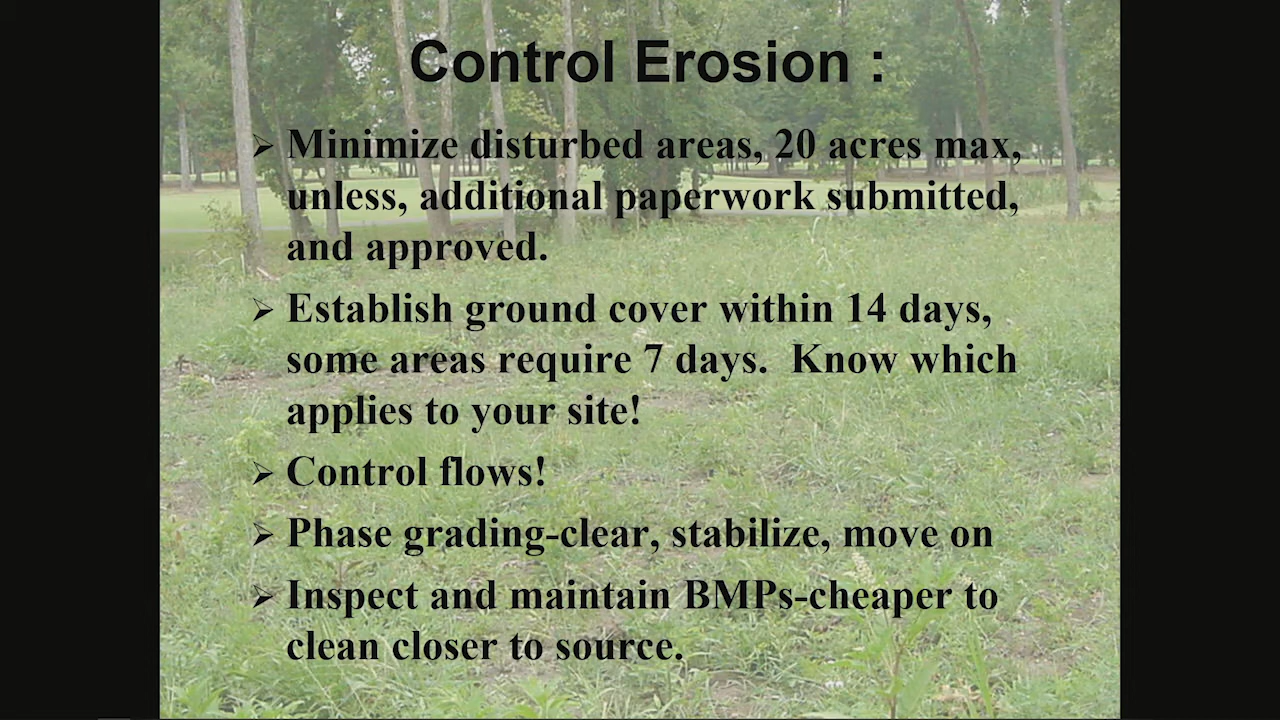 Control Erosion :
Minimize disturbed areas, 20 acres max,
unless, additional paperwork submitted,
and approved.
Establish ground cover within 14 days,
some areas require 7 days.  Know which
applies to your site!
Control flows!
Phase grading-clear, stabilize, move on
Inspect and maintain BMPs-cheaper to
clean closer to source.